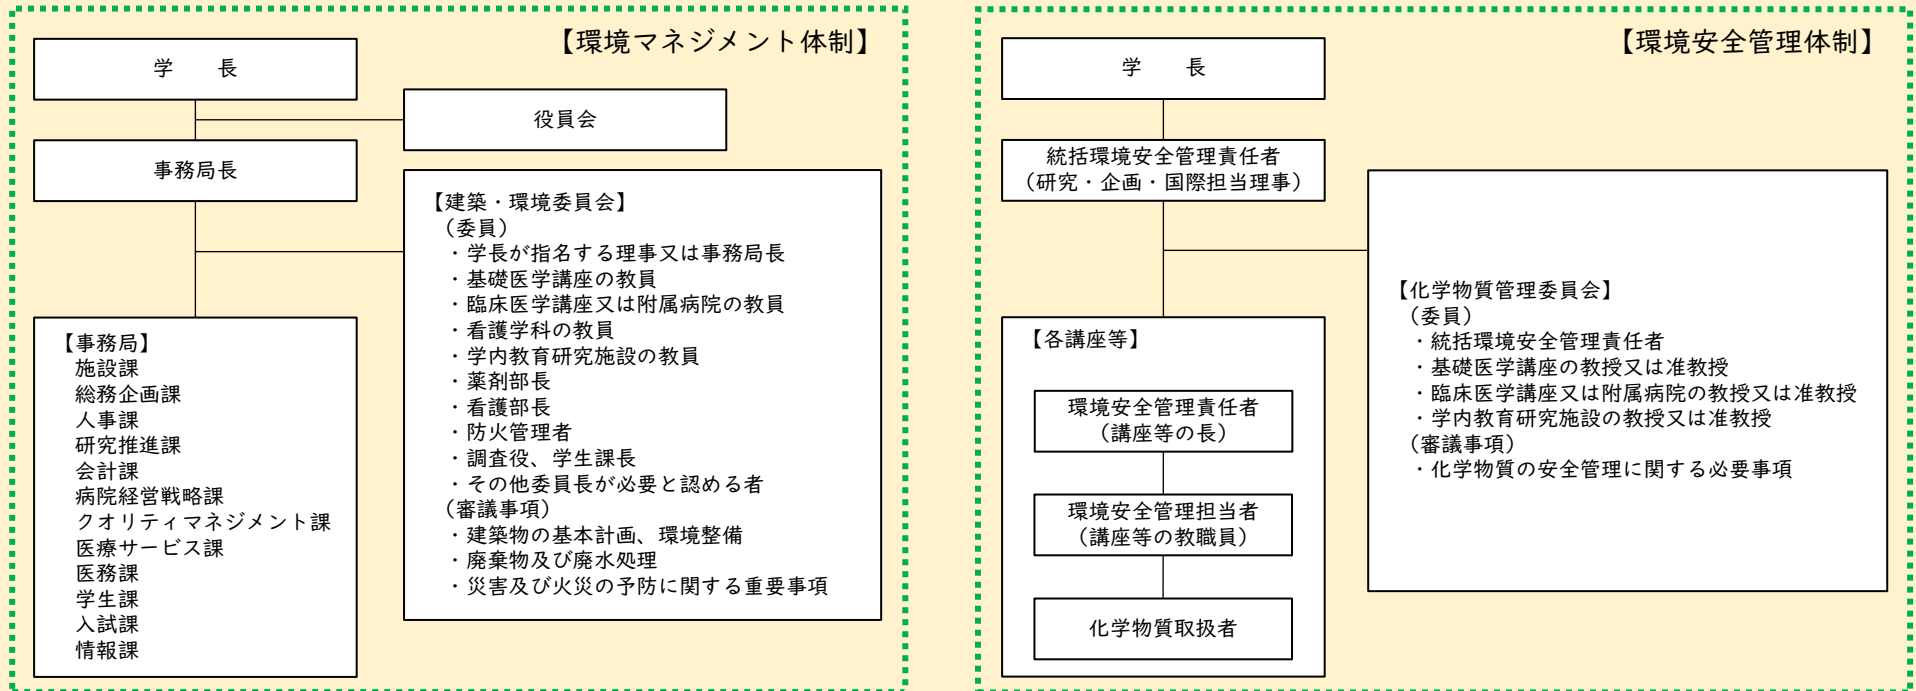 【環境マネジメント体制】
学　　長
役員会
事務局長
【建築・環境委員会】
（委員）
・学長が指名する理事又は事務局長
・基礎医学講座の教員
・臨床医学講座又は附属病院の教員
・看護学科の教員
・学内教育研究施設の教員
・薬剤部長
・看護部長
・防火管理者
・調査役、学生課長
・その他委員長が必要と認める者
（審議事項）
・建築物の基本計画、環境整備
・廃棄物及び廃水処理
・災害及び火災の予防に関する重要事項
【事務局】
施設課
総務企画課
人事課
研究推進課
会計課
病院経営戦略課
クオリティマネジメント課
医療サービス課
医務課
学生課
入試課
情報課
【環境安全管理体制】
学　　長
統括環境安全管理責任者
（研究・企画・国際担当理事）
【化学物質管理委員会】
（委員）
・統括環境安全管理責任者
・基礎医学講座の教授又は准教授
・臨床医学講座又は附属病院の教授又は准教授
・学内教育研究施設の教授又は准教授
（審議事項）
・化学物質の安全管理に関する必要事項
【各講座等】
環境安全管理責任者
（講座等の長）
環境安全管理担当者
（講座等の教職員）
化学物質取扱者